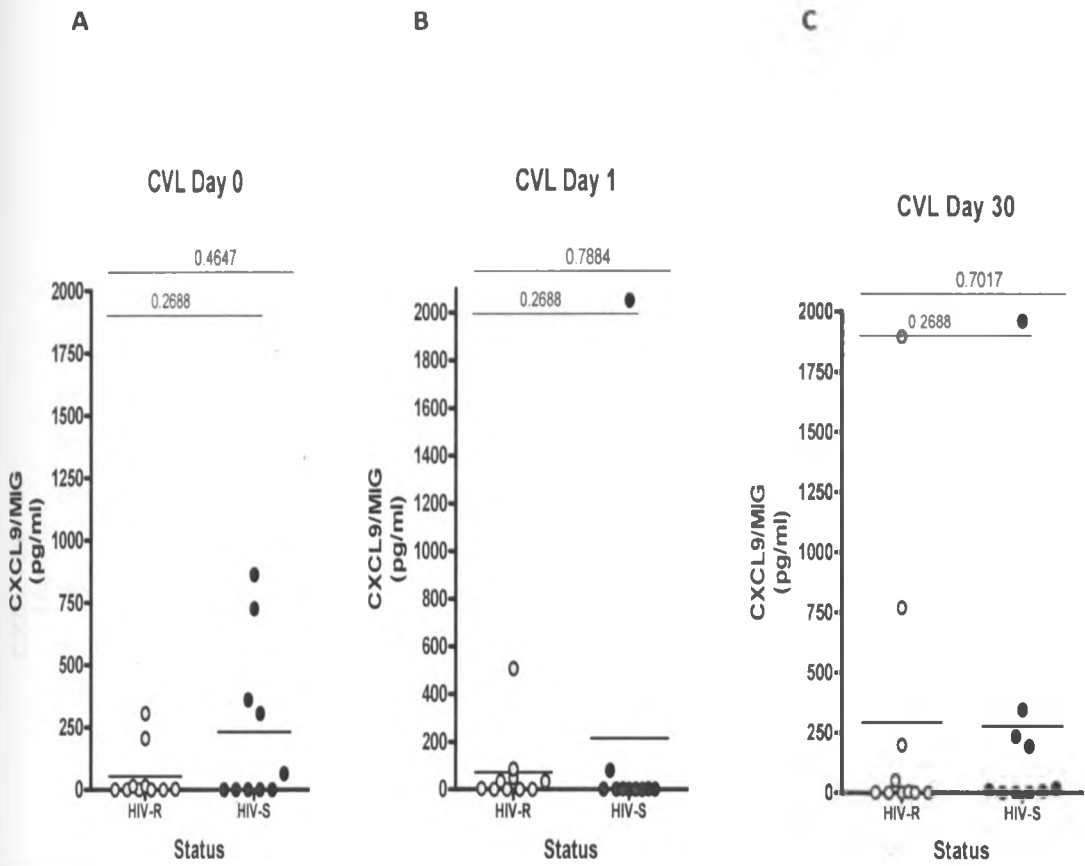 A
B
C
CVL Day 0
0.4647
0.2688
2000
1750
1500
1250
1000
750
500
250
0
CXCL9/MIG
(pg/ml)
HIV-R
HIV-S
Status
CVL Day 1
0.7884
0.2688
2000
1800
1600
1400
1200
1000
800
600
400
200
0
CXCL9/MIG
(pg/ml)
HIV-R
HIV-S
Status
CVL Day 30
0.7017
0.2688
2000
1750
1500
1250
1000
750
500
250
0
CXCL9/MIG
(pg/ml)
HIV-R
HIV-S
Status